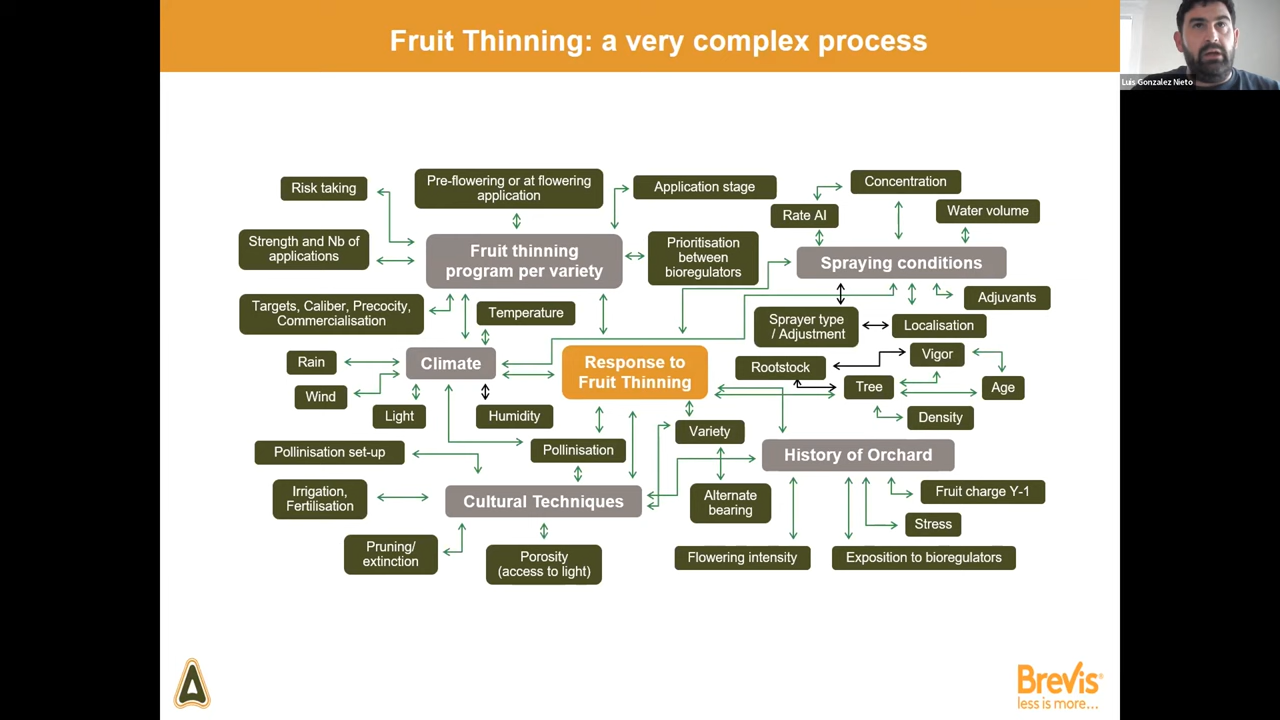 Fruit Thinning: a very complex process
Luis Gonzalez Nieto
Risk taking
Pre-flowering or at flowering
application
Application stage
Concentration
Rate AI
Water volume
Strength and Nb of
applications
Fruit thinning
program per variety
Prioritisation
between
bioregulators
Spraying conditions
Targets, Caliber, Precocity,
Commercialisation
Temperature
Adjuvants
Sprayer type
/ Adjustment
Localisation
Rain
Climate
Response to
Fruit Thinning
Rootstock
Vigor
Wind
Tree
Age
Light
Humidity
Density
Pollinisation set-up
Pollinisation
Variety
History of Orchard
Irrigation,
Fertilisation
Cultural Techniques
Alternate
bearing
Fruit charge Y-1
Stress
Pruning/
extinction
Porosity
(access to light)
Flowering intensity
Exposition to bioregulators
Brevis®
less is more...